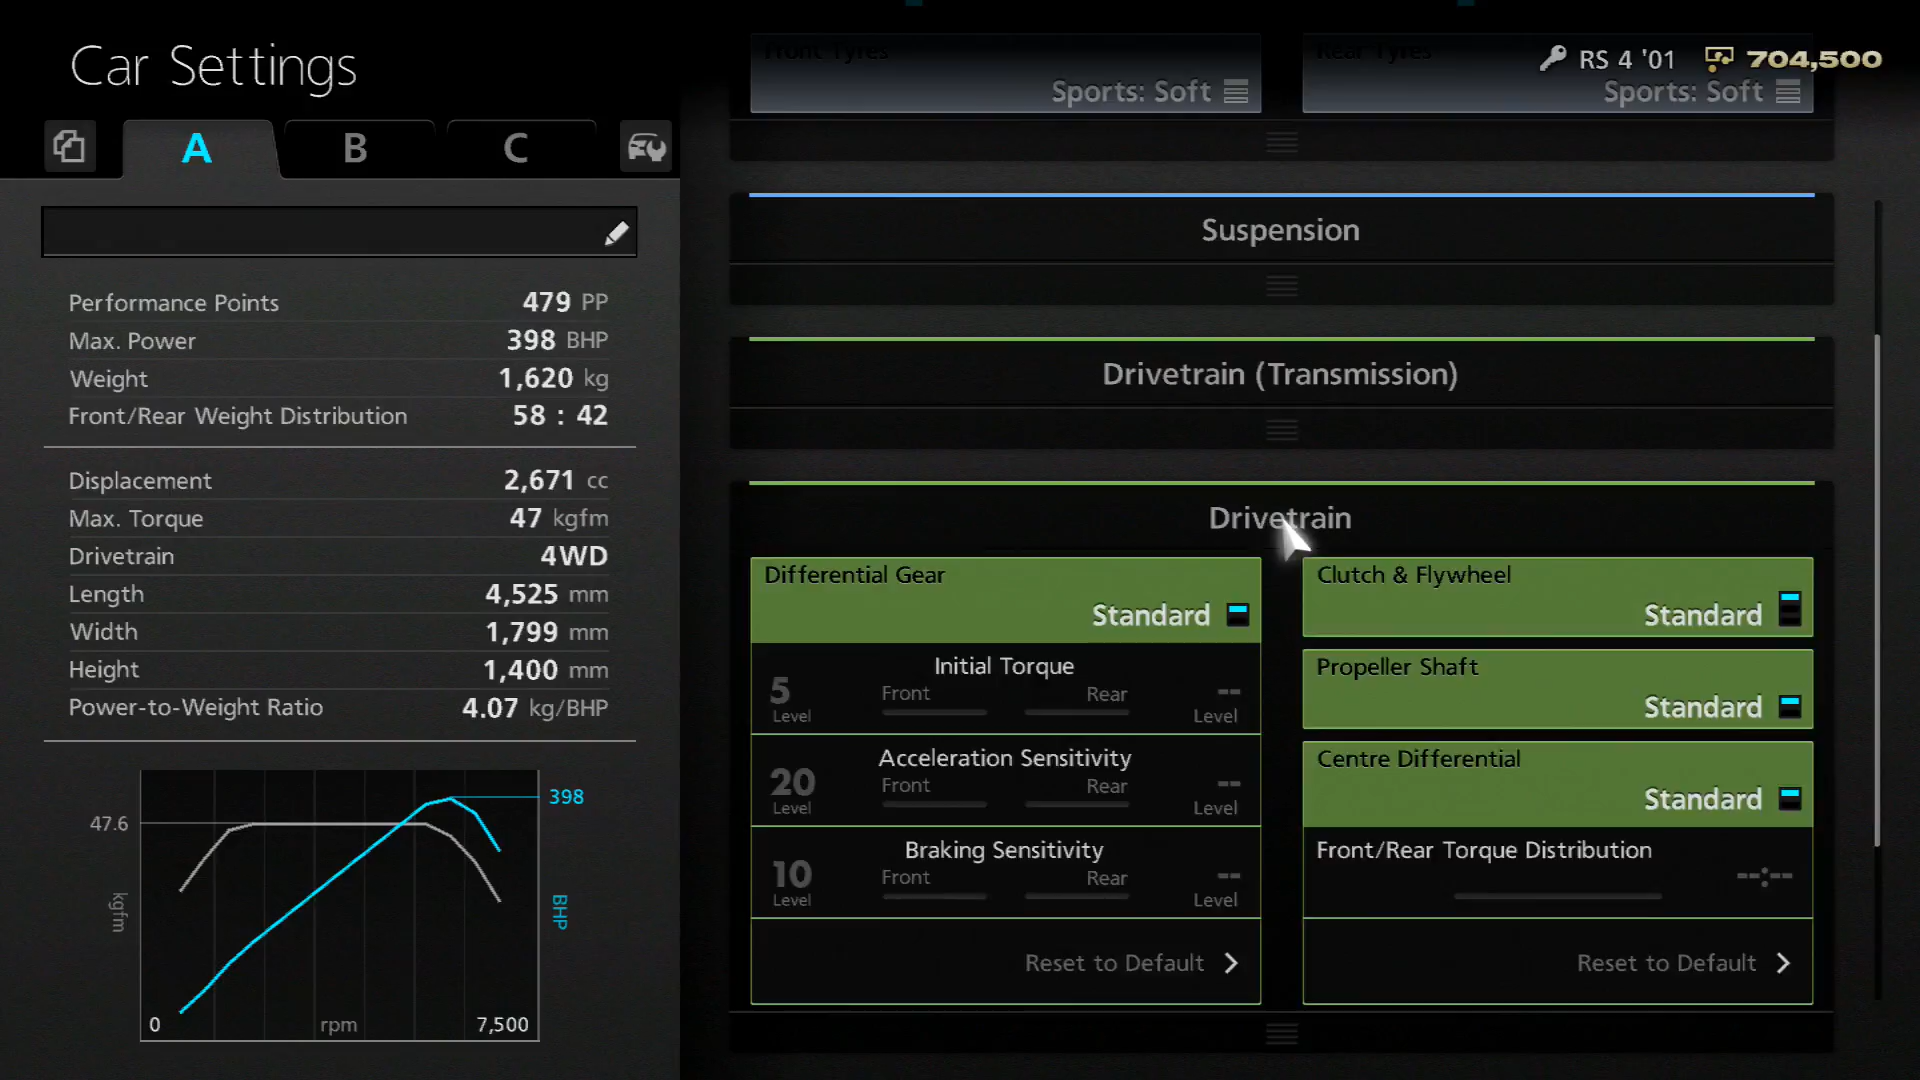 Car Settings
RS 4 '01
704,500
Front Tyres
Sports: Soft
Rear Tyres
Sports: Soft
A
B
C
Performance Points 479 PP
Max. Power 398 BHP
Weight 1,620 kg
Front/Rear Weight Distribution 58 : 42
Displacement 2,671 cc
Max. Torque 47 kgfm
Drivetrain 4WD
Length 4,525 mm
Width 1,799 mm
Height 1,400 mm
Power-to-Weight Ratio 4.07 kg/BHP
398
47.6
kgfm
BHP
0
rpm
7,500
Suspension
Drivetrain (Transmission)
Drivetrain
Differential Gear
Standard
Initial Torque
5 Level Front Rear -- Level
Acceleration Sensitivity
20 Level Front Rear -- Level
Braking Sensitivity
10 Level Front Rear -- Level
Reset to Default
Clutch & Flywheel
Standard
Propeller Shaft
Standard
Centre Differential
Standard
Front/Rear Torque Distribution
--:--
Reset to Default